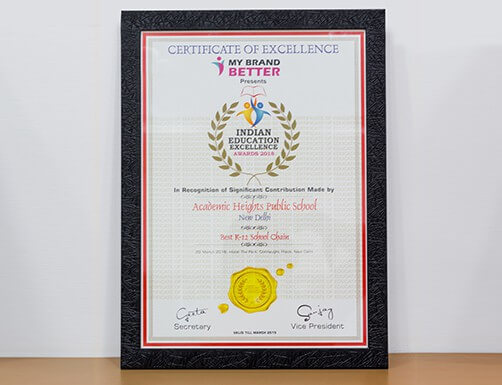 CERTIFICATE OF EXCELLENCE
MY BRAND
BETTER
Presents
INDIAN
EDUCATION
EXCELLENCE
AWARDS 2018
In Recognition of Significant Contribution Made by
Academic Heights Public School
New Delhi
Best K-12 School Chain
Secretary
Vice President
VALID TILL MARCH 2019